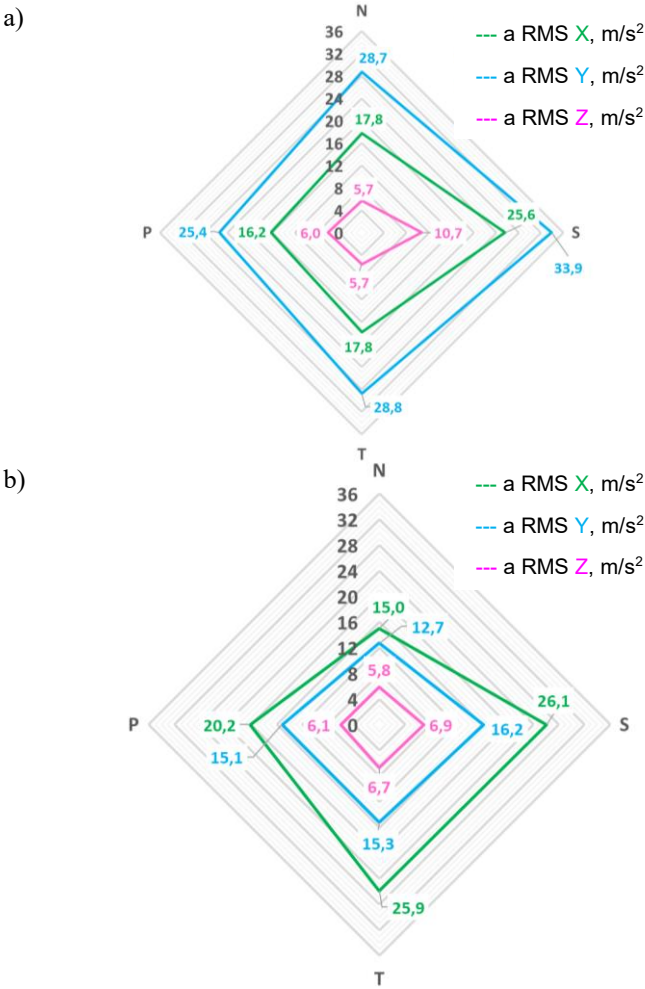 a)
N
36
32
28
24
20
16
12
8
4
0
28,7
17,8
5,7
--- a RMS X, m/s²
--- a RMS Y, m/s²
--- a RMS Z, m/s²
P
25,4
16,2
6,0
10,7
25,6
S
33,9
5,7
17,8
28,8
T
b)
N
36
32
28
24
20
16
12
8
4
0
--- a RMS X, m/s²
--- a RMS Y, m/s²
--- a RMS Z, m/s²
15,0
12,7
5,8
P
20,2
15,1
6,1
6,9
16,2
26,1
S
6,7
15,3
25,9
T